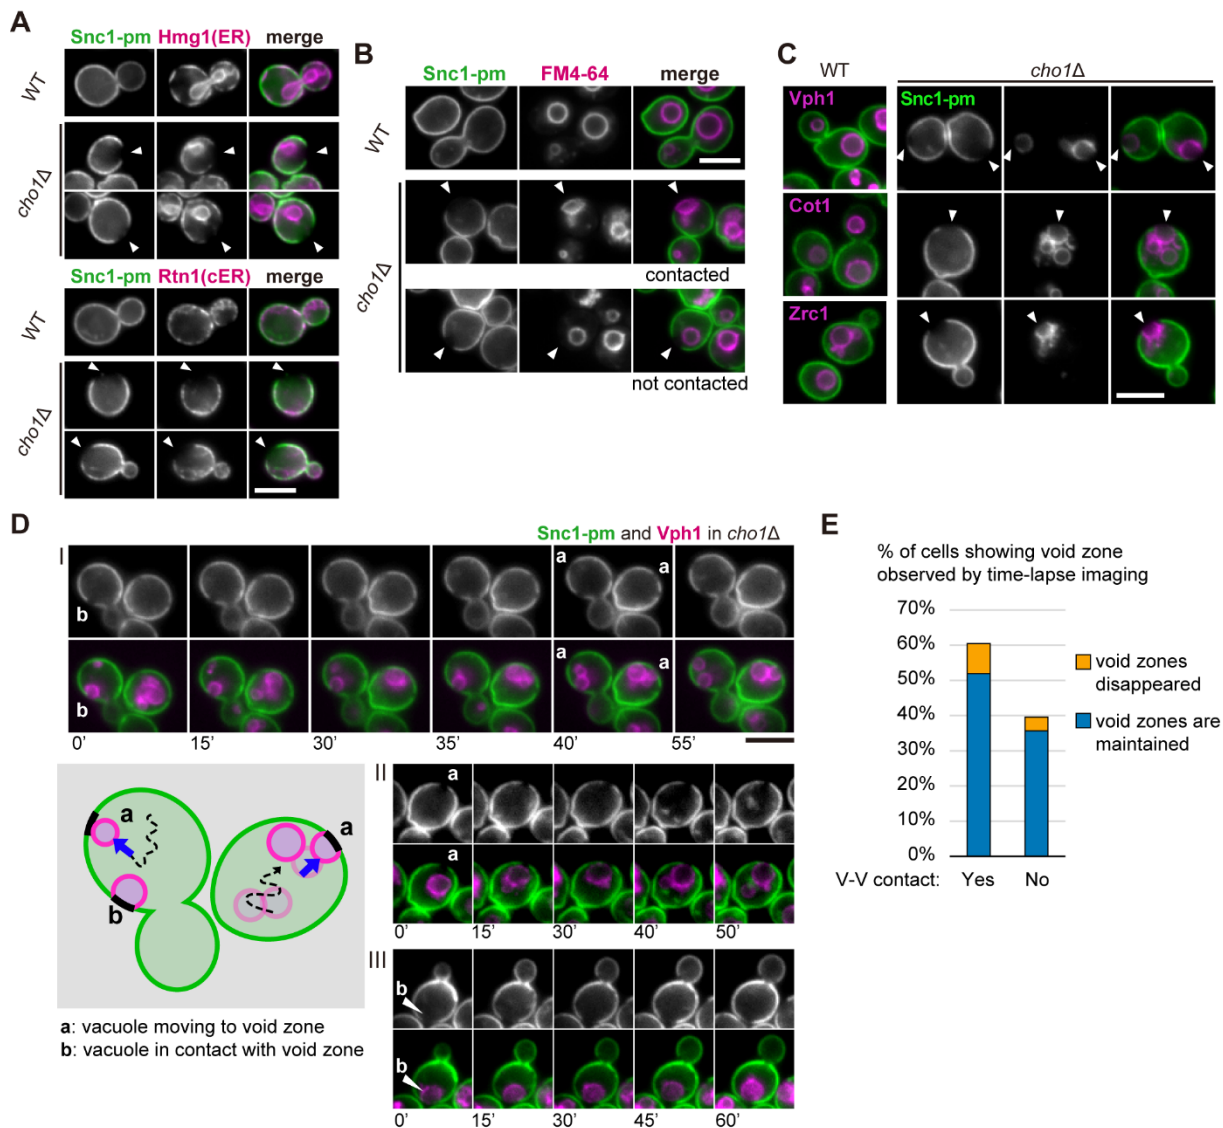 A
Snc1-pm Hmg1(ER) merge
WT
cho1Δ
Snc1-pm Rtn1(cER) merge
WT
cho1Δ
B
Snc1-pm FM4-64 merge
WT
cho1Δ
contacted
not contacted
C
WT cho1Δ
Vph1 Snc1-pm
Cot1
Zrc1
D
Snc1-pm and Vph1 in cho1Δ
I
a a
b
a a
b
0’ 15’ 30’ 35’ 40’ 55’
a
a
b
a: vacuole moving to void zone
b: vacuole in contact with void zone
II
a
a
0’ 15’ 30’ 40’ 50’
III
b
b
0’ 15’ 30’ 45’ 60’
E
% of cells showing void zone
observed by time-lapse imaging
70%
60%
50%
40%
30%
20%
10%
0%
V-V contact: Yes No
void zones
disappeared
void zones are
maintained